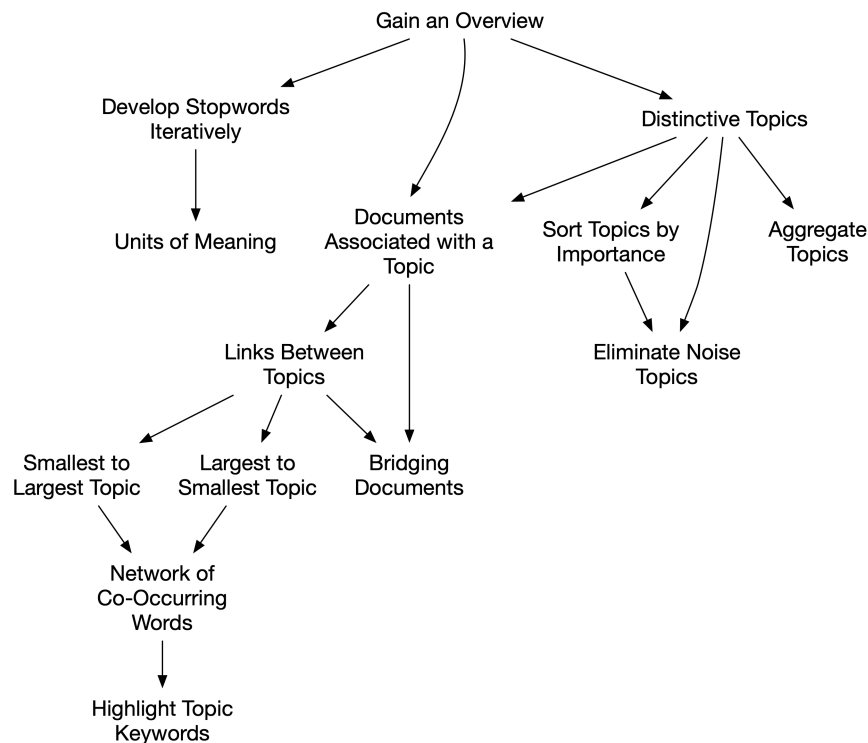 Gain an Overview
Develop Stopwords
Iteratively
Distinctive Topics
Units of Meaning
Documents
Associated with a
Topic
Sort Topics by
Importance
Aggregate
Topics
Links Between
Topics
Eliminate Noise
Topics
Smallest to
Largest Topic
Largest to
Smallest Topic
Bridging
Documents
Network of
Co-Occurring
Words
Highlight Topic
Keywords